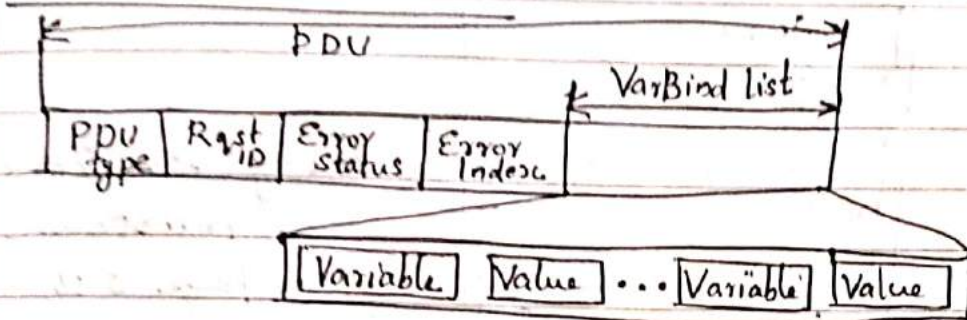 PDU
VarBind list
PDU type
Rqst ID
Error Status
Error Index
Variable Value ... Variable Value